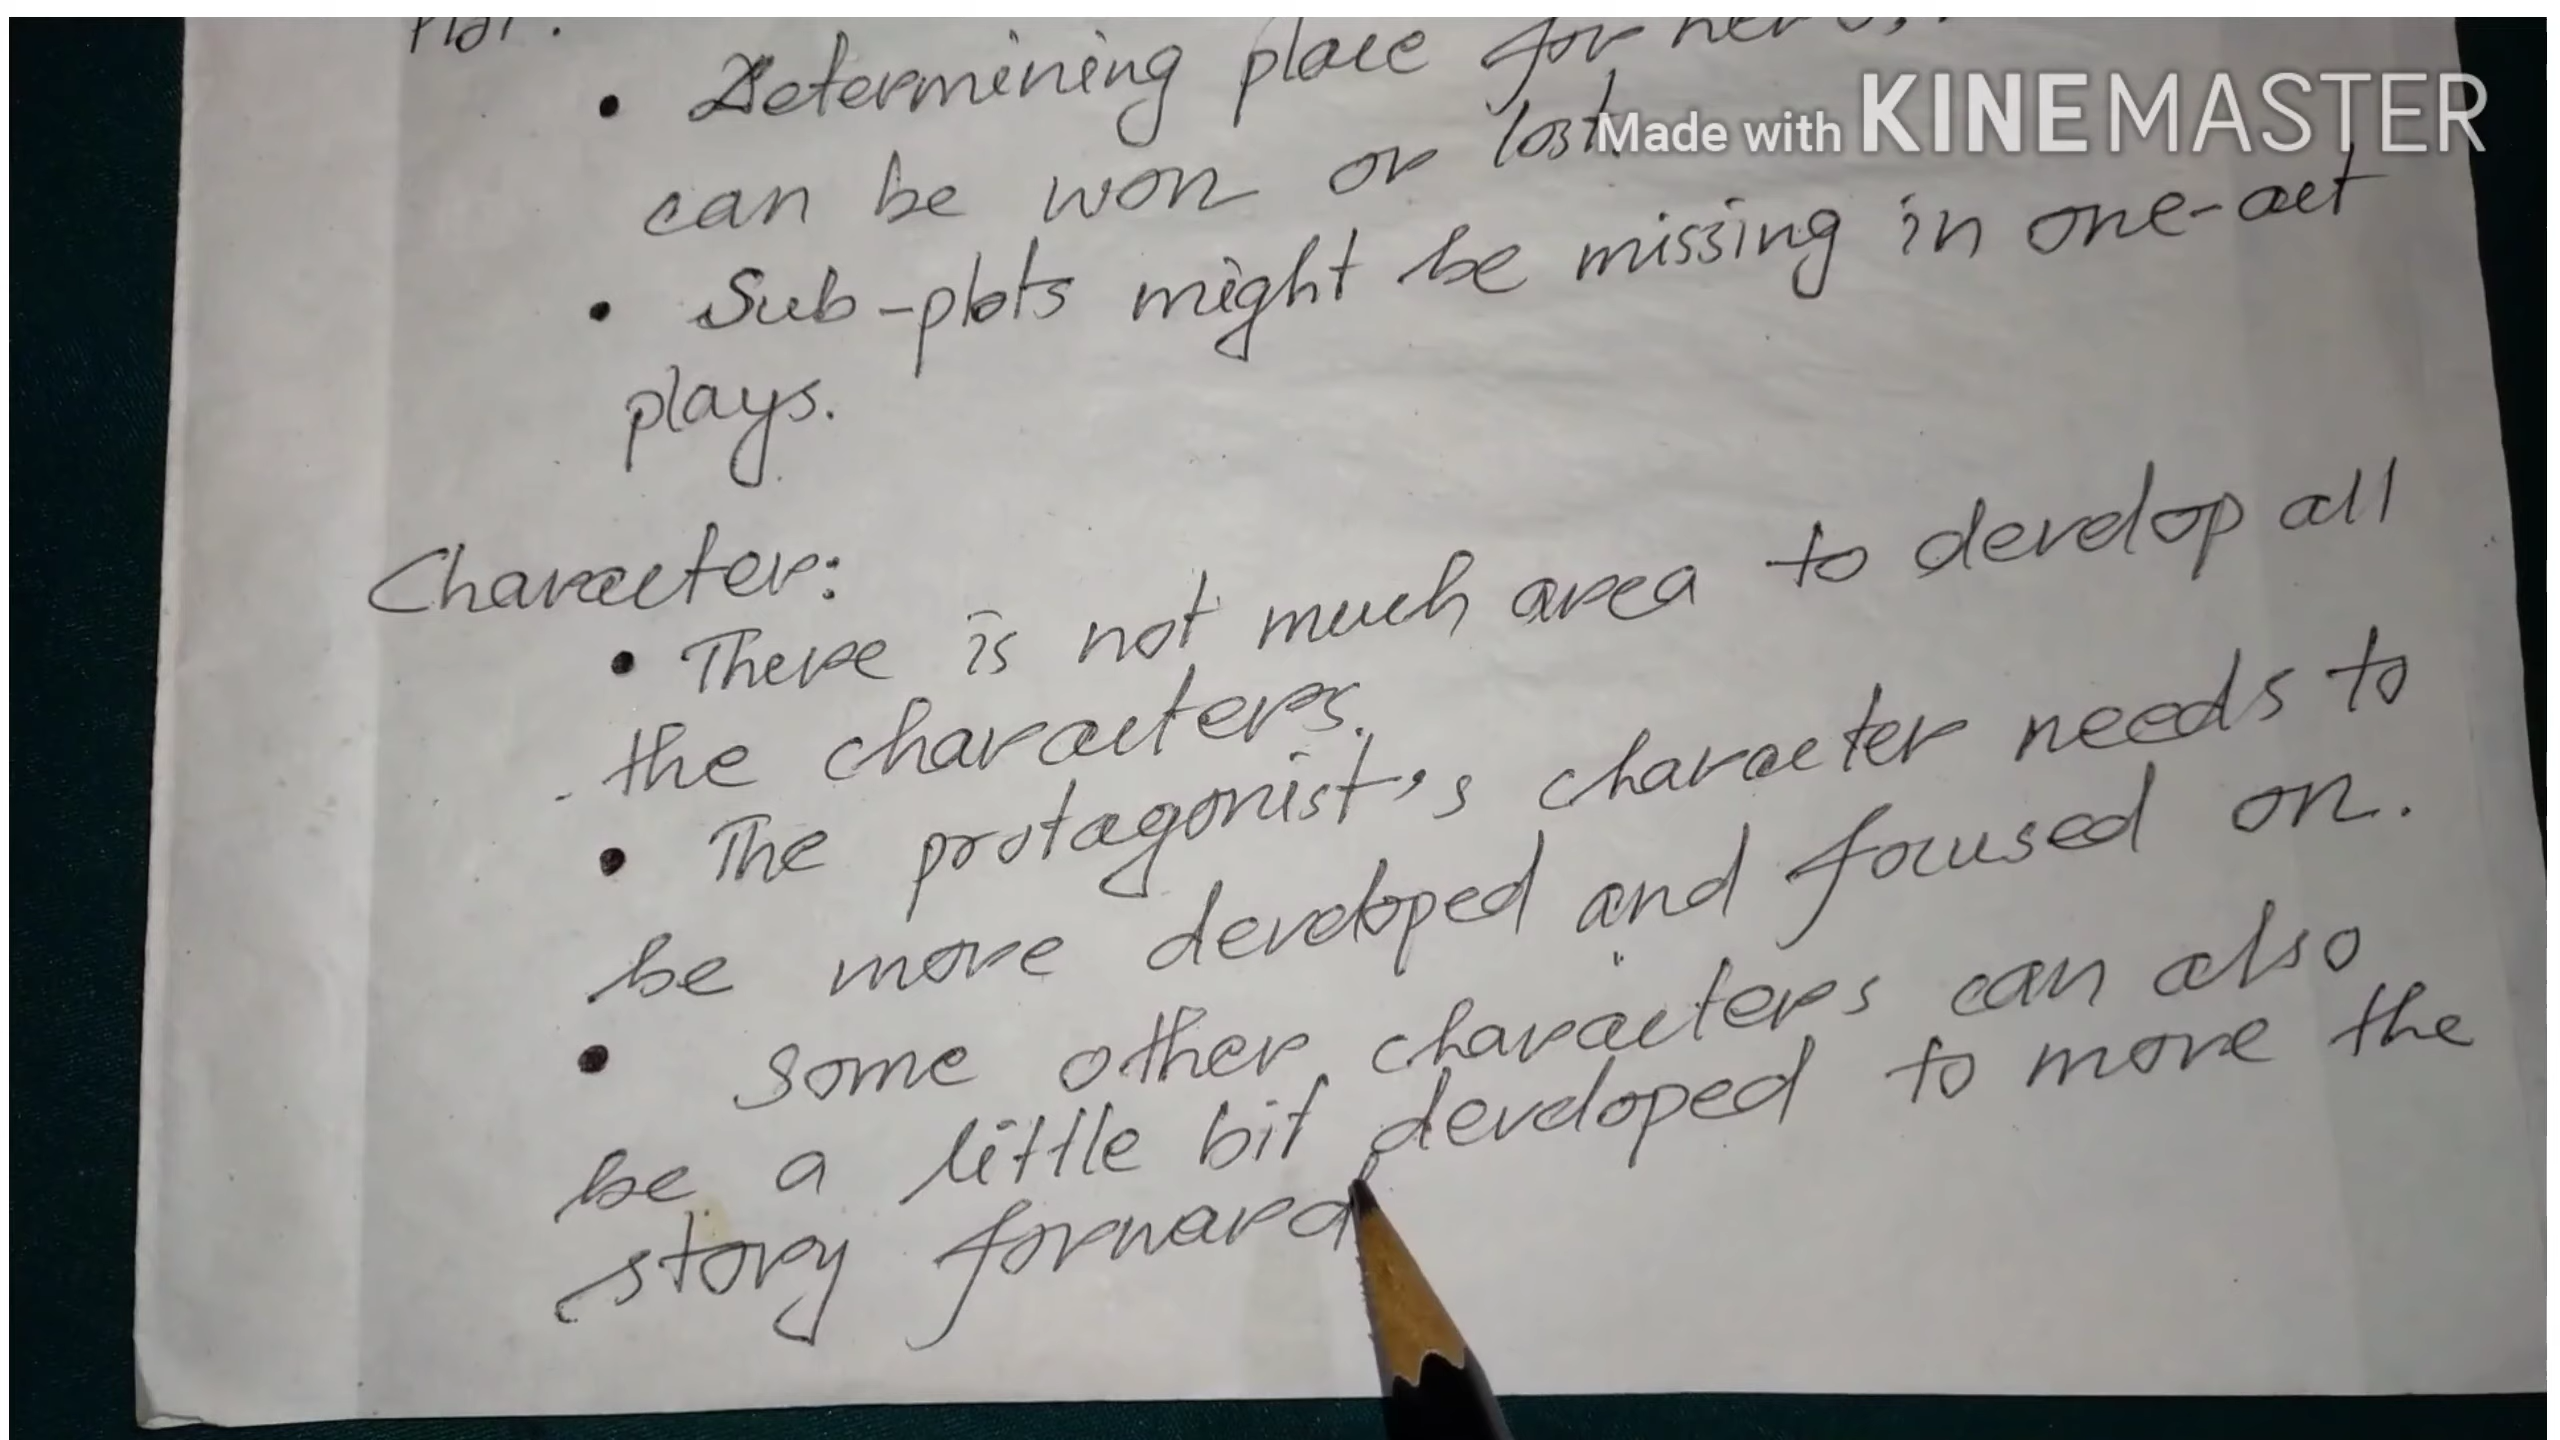 Plot:
• Determining place for hero,
can be won or lost.
• Sub-plots might be missing in one-act
plays.
Character:
• There is not much area to develop all
the characters.
• The protagonist's character needs to
be more developed and focused on.
• Some other characters can also
be a little bit developed to move the
story forward
Made with KINEMASTER